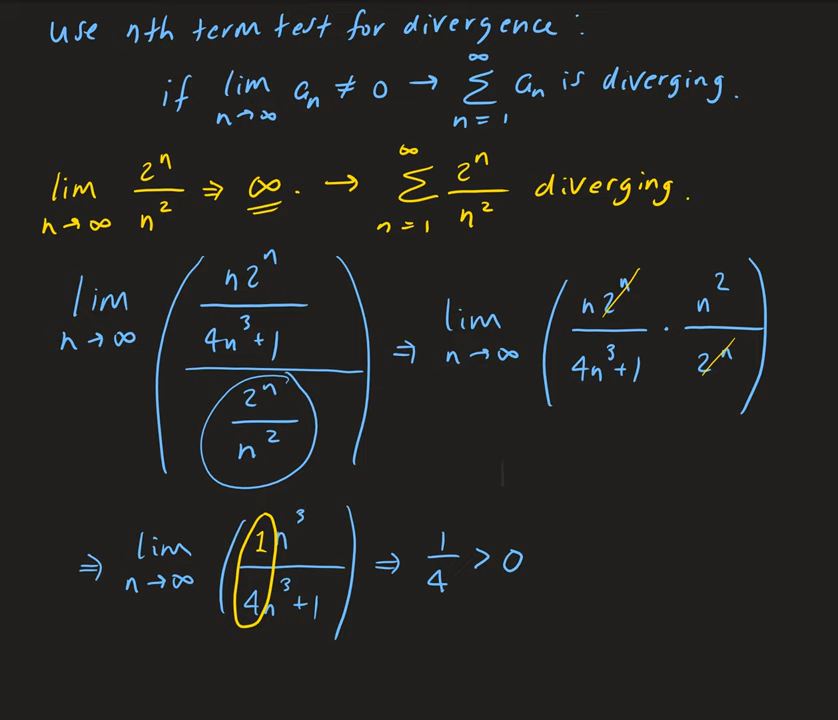 use nth term test for divergence :
if lim n→∞ aₙ ≠ 0 → ∞ Σ n=1 aₙ is diverging.
lim n→∞ 2ⁿ/n² ⇒ ∞. → ∞ Σ n=1 2ⁿ/n² diverging.
lim n→∞ ((n2ⁿ/(4n³+1))/(2ⁿ/n²)) ⇒ lim n→∞ (n2ⁿ/(4n³+1) · n²/2ⁿ)
⇒ lim n→∞ (1n³/(4n³+1)) ⇒ 1/4 > 0